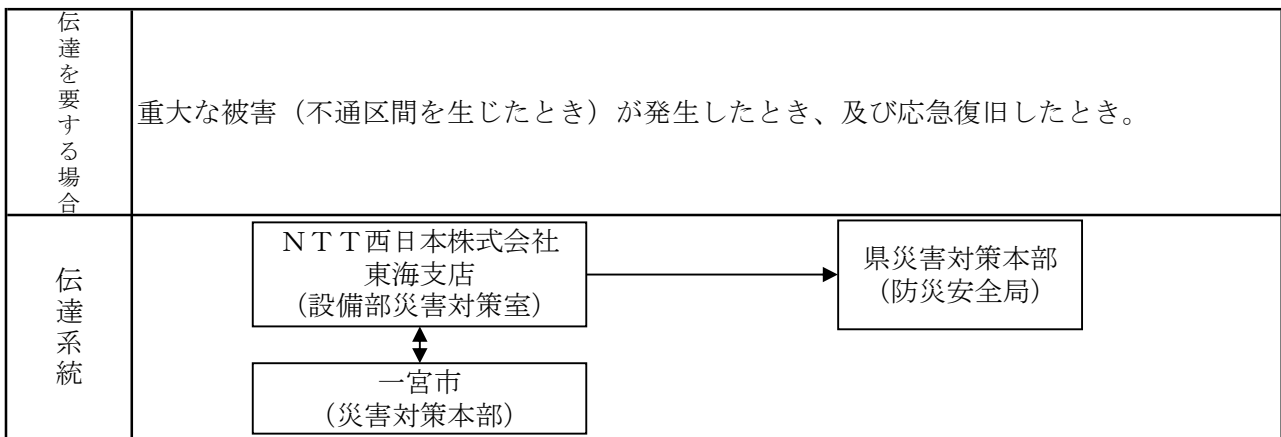 伝達を要する場合
重大な被害（不通区間を生じたとき）が発生したとき、及び応急復旧したとき。
伝達系統
ＮＴＴ西日本株式会社
東海支店
（設備部災害対策室）
県災害対策本部
（防災安全局）
一宮市
（災害対策本部）